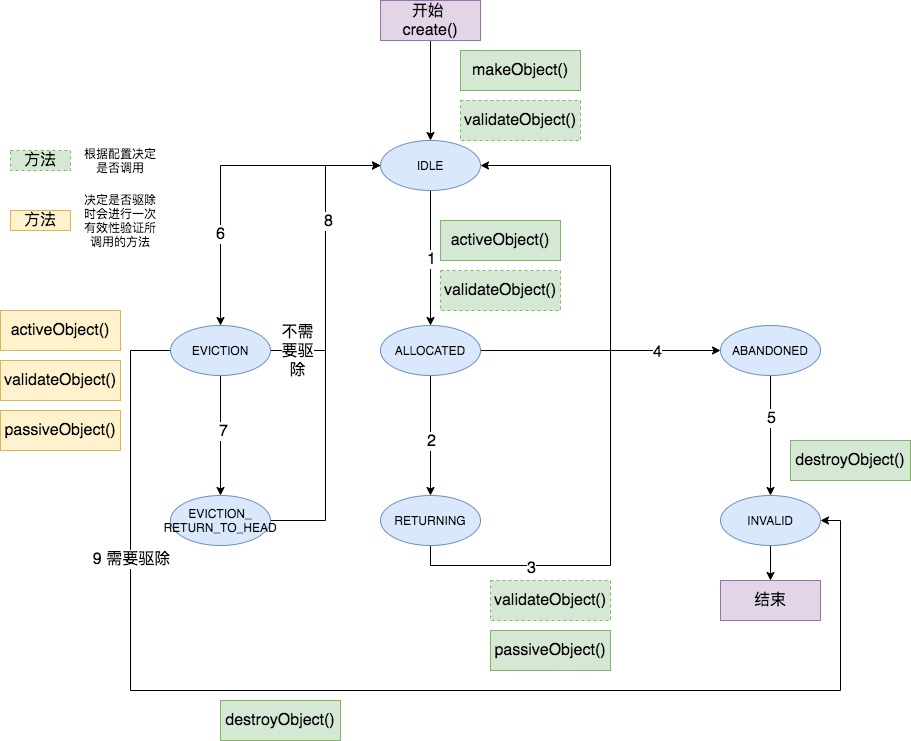 开始
create()
makeObject()
validateObject()
方法
根据配置决定
是否调用
方法
决定是否驱除
时会进行一次
有效性验证所
调用的方法
IDLE
6
8
1
activeObject()
validateObject()
activeObject()
validateObject()
passiveObject()
EVICTION
不需
要驱
除
ALLOCATED
4
ABANDONED
7
2
5
destroyObject()
EVICTION_
RETURN_TO_HEAD
RETURNING
INVALID
9 需要驱除
3
validateObject()
passiveObject()
结束
destroyObject()